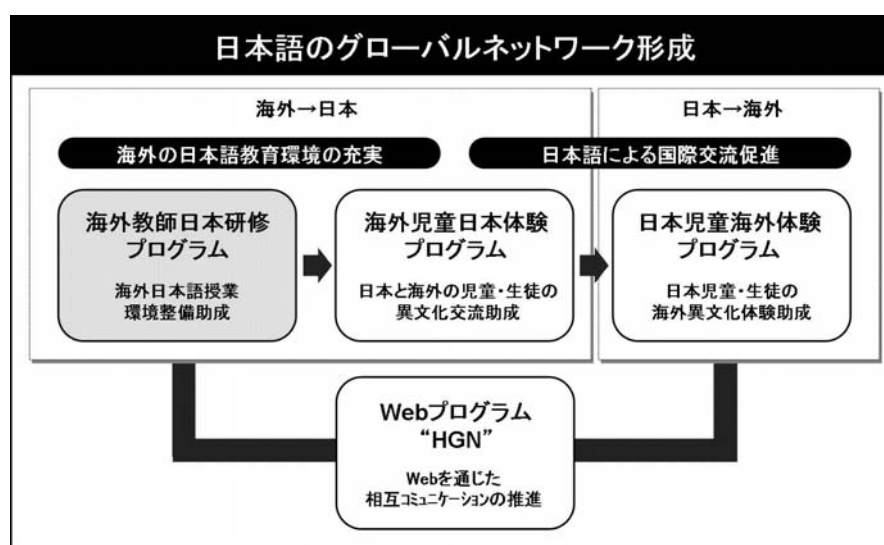 日本語のグローバルネットワーク形成
海外→日本
日本→海外
海外の日本語教育環境の充実
日本語による国際交流促進
海外教師日本研修
プログラム
海外日本語授業
環境整備助成
海外児童日本体験
プログラム
日本と海外の児童・生徒の
異文化交流助成
日本児童海外体験
プログラム
日本児童・生徒の
海外異文化体験助成
Webプログラム
“HGN”
Webを通じた
相互ｺﾐｭﾆｹｰｼｮﾝの推進